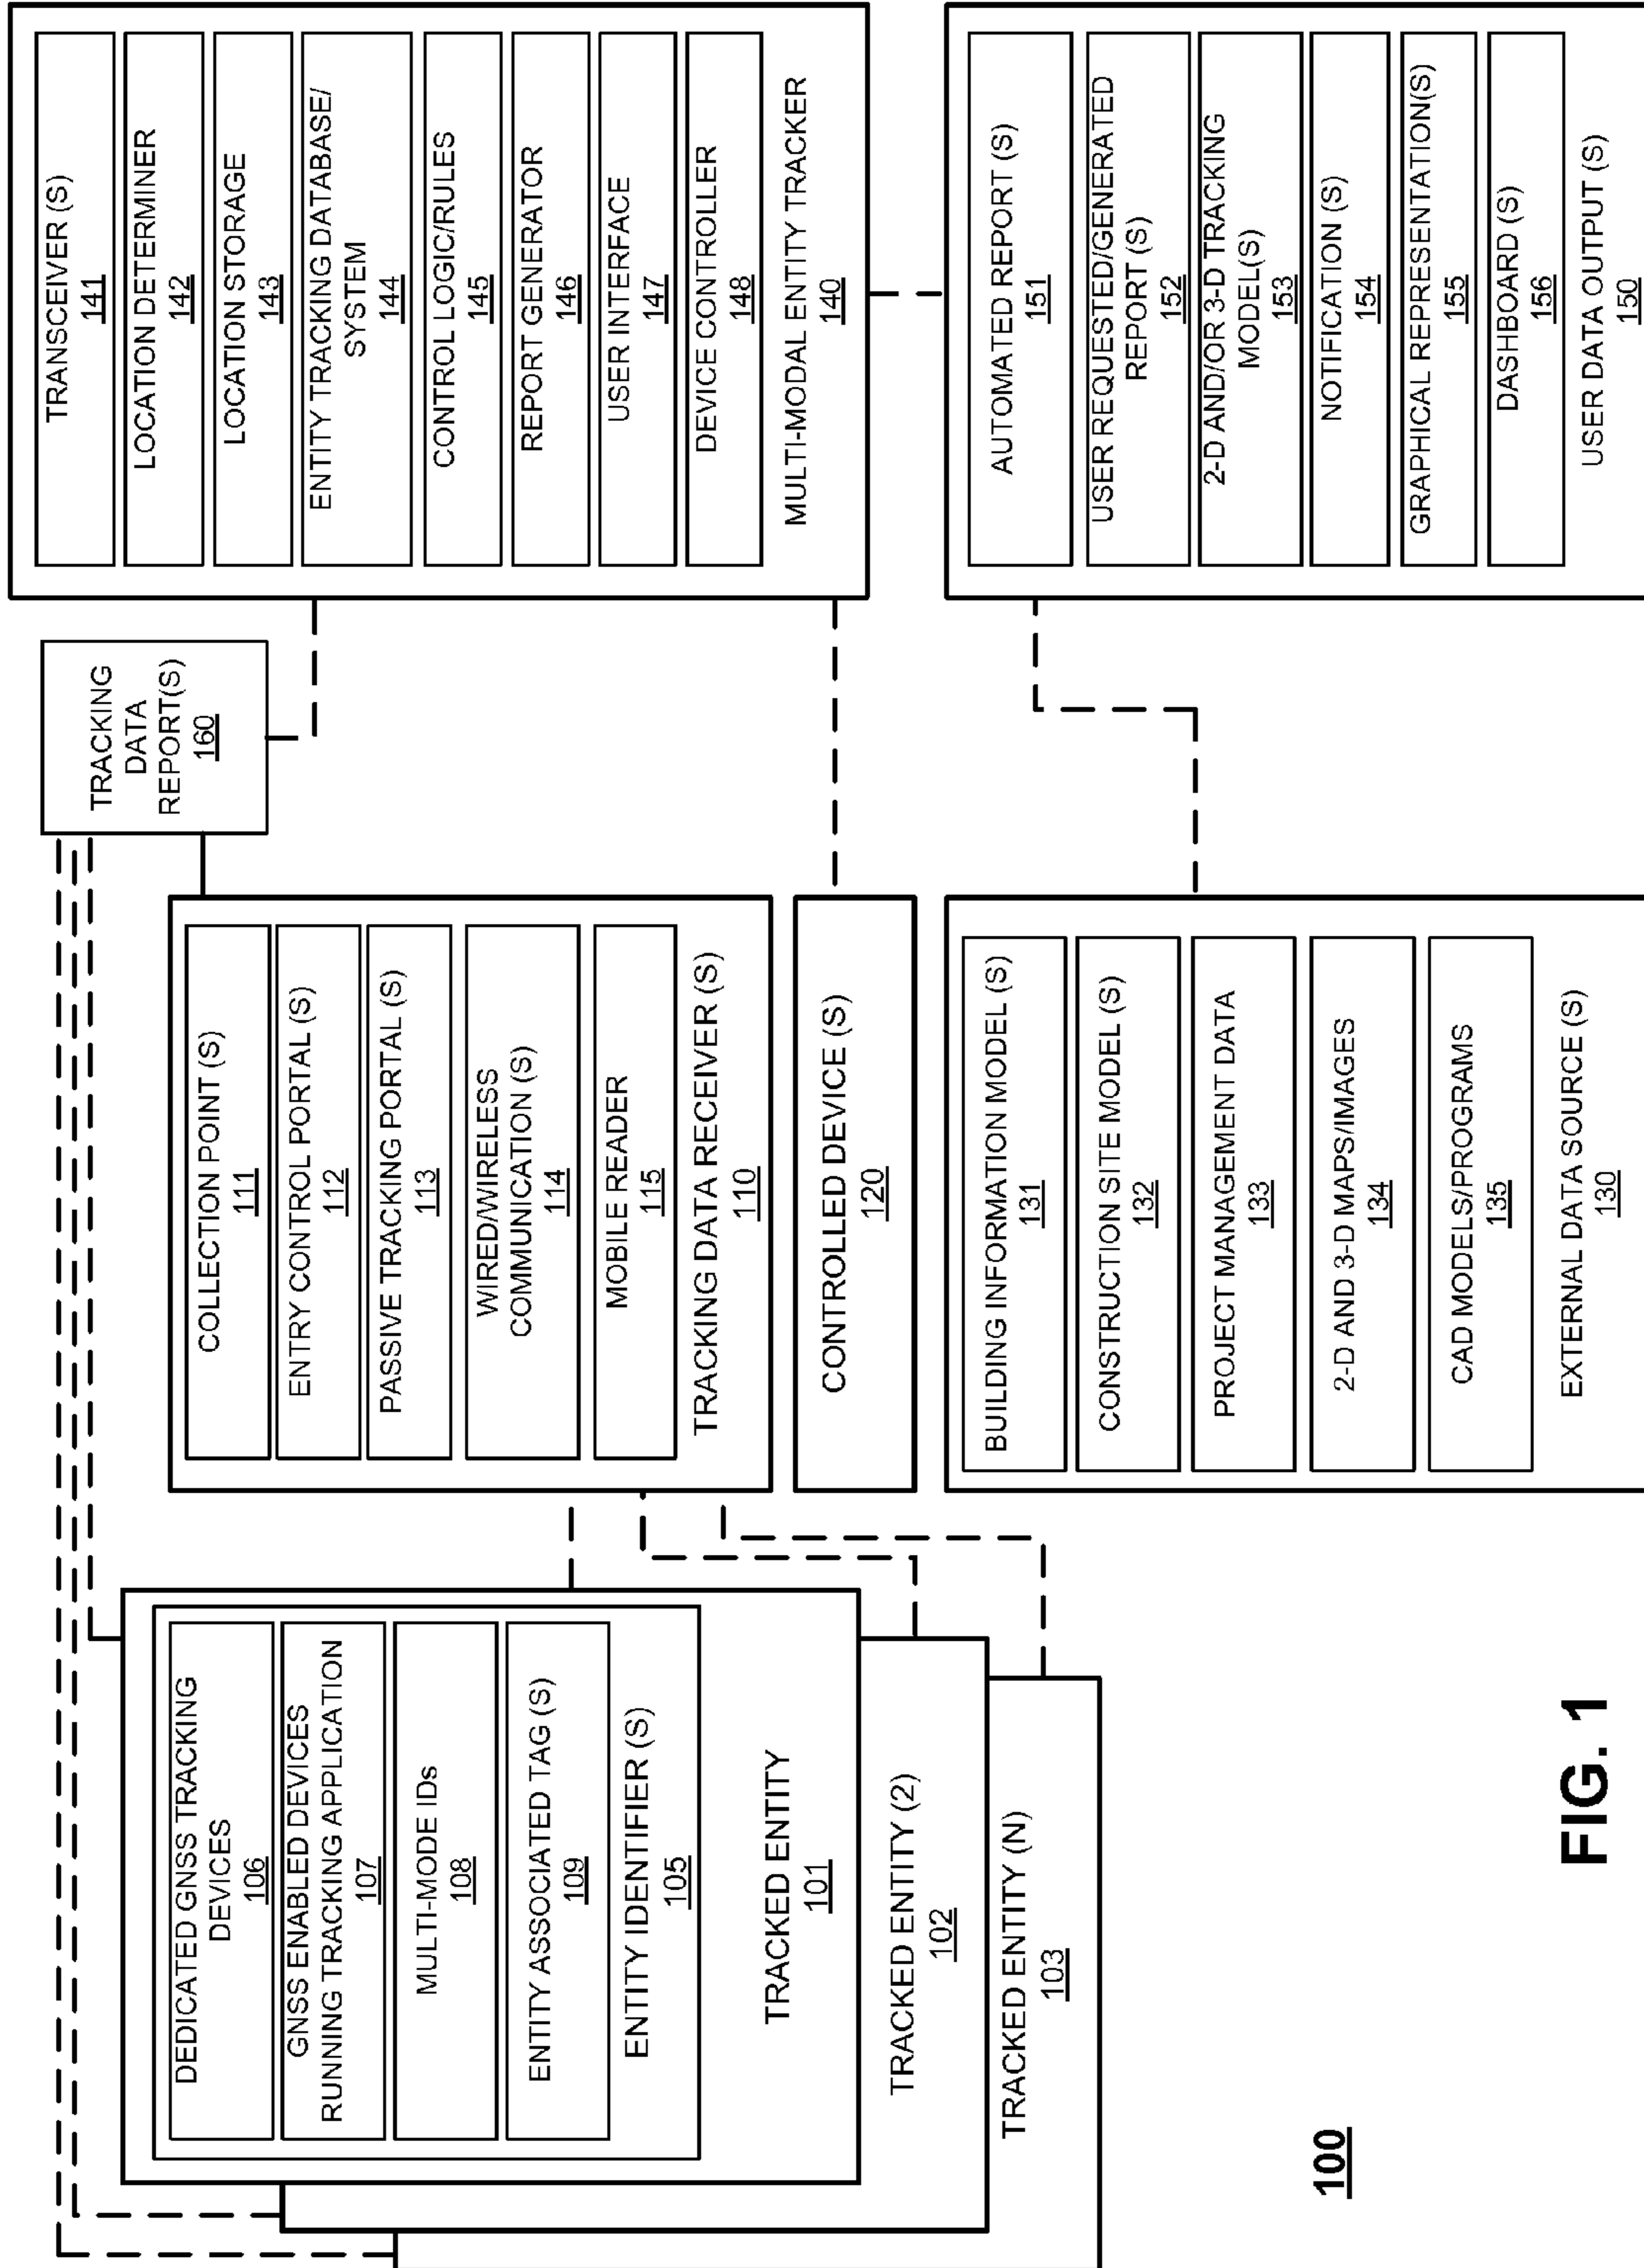 DEDICATED GNSS TRACKING
DEVICES
106
GNSS ENABLED DEVICES
RUNNING TRACKING APPLICATION
107
MULTI-MODE IDs
108
ENTITY ASSOCIATED TAG (S)
109
ENTITY IDENTIFIER (S)
105
TRACKED ENTITY
101
TRACKED ENTITY (2)
102
TRACKED ENTITY (N)
103
COLLECTION POINT (S)
111
ENTRY CONTROL PORTAL (S)
112
PASSIVE TRACKING PORTAL (S)
113
WIRED/WIRELESS
COMMUNICATION (S)
114
MOBILE READER
115
TRACKING DATA RECEIVER (S)
110
CONTROLLED DEVICE (S)
120
BUILDING INFORMATION MODEL (S)
131
CONSTRUCTION SITE MODEL (S)
132
PROJECT MANAGEMENT DATA
133
2-D AND 3-D MAPS/IMAGES
134
CAD MODELS/PROGRAMS
135
EXTERNAL DATA SOURCE (S)
130
TRACKING
DATA
REPORT(S)
160
TRANSCEIVER (S)
141
LOCATION DETERMINER
142
LOCATION STORAGE
143
ENTITY TRACKING DATABASE/
SYSTEM
144
CONTROL LOGIC/RULES
145
REPORT GENERATOR
146
USER INTERFACE
147
DEVICE CONTROLLER
148
MULTI-MODAL ENTITY TRACKER
140
AUTOMATED REPORT (S)
151
USER REQUESTED/GENERATED
REPORT (S)
152
2-D AND/OR 3-D TRACKING
MODEL(S)
153
NOTIFICATION (S)
154
GRAPHICAL REPRESENTATION(S)
155
DASHBOARD (S)
156
USER DATA OUTPUT (S)
150
100
FIG. 1